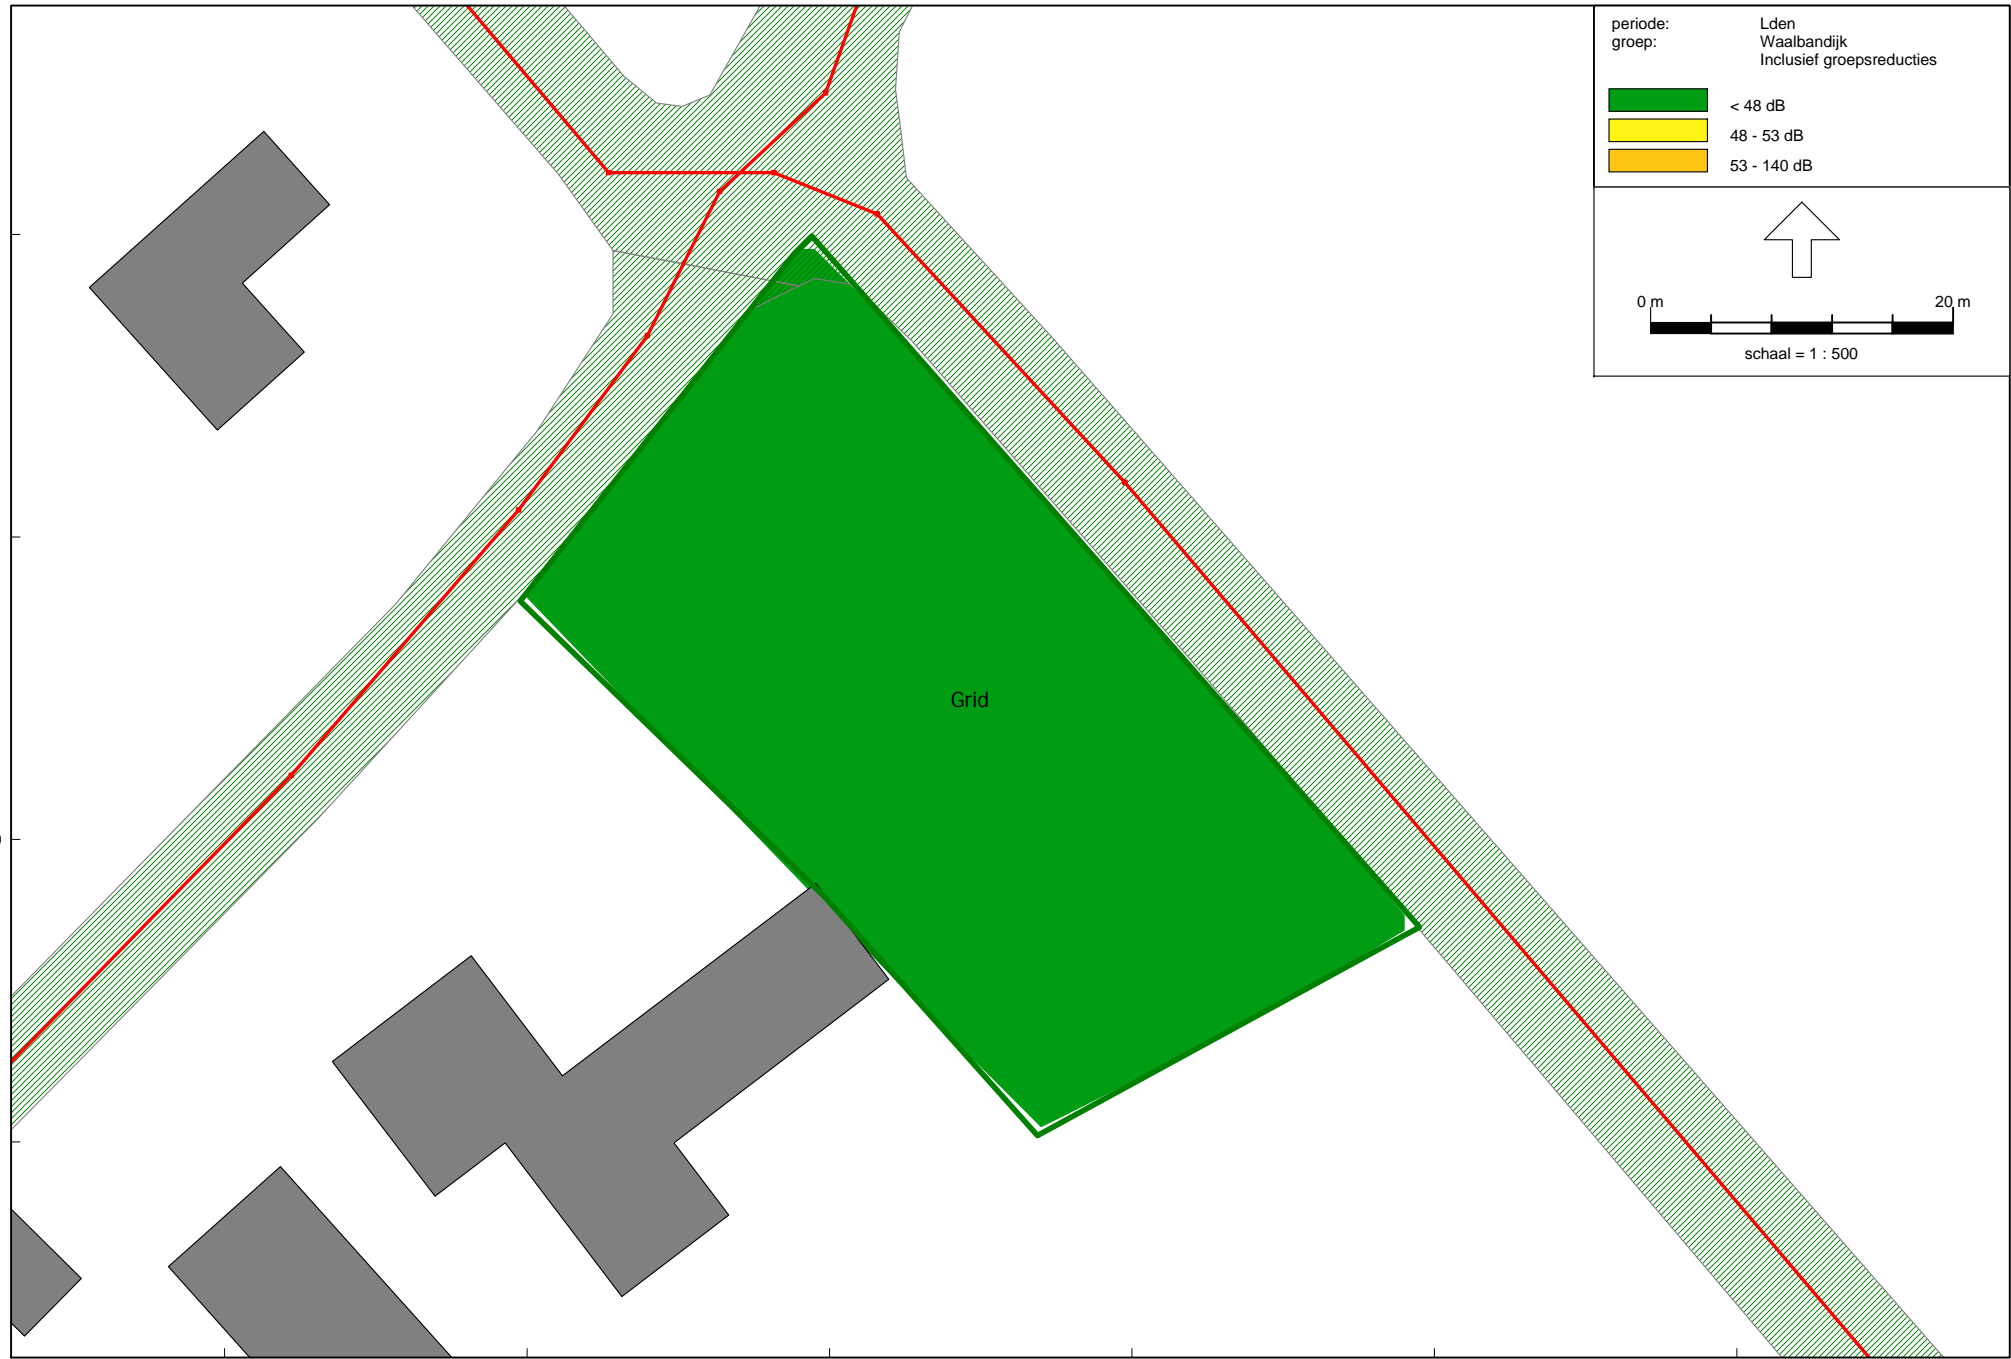 periode: Lden
groep: Waalbandijk
Inclusief groepsreducties
< 48 dB
48 - 53 dB
53 - 140 dB
0 m 20 m
schaal = 1 : 500
Grid